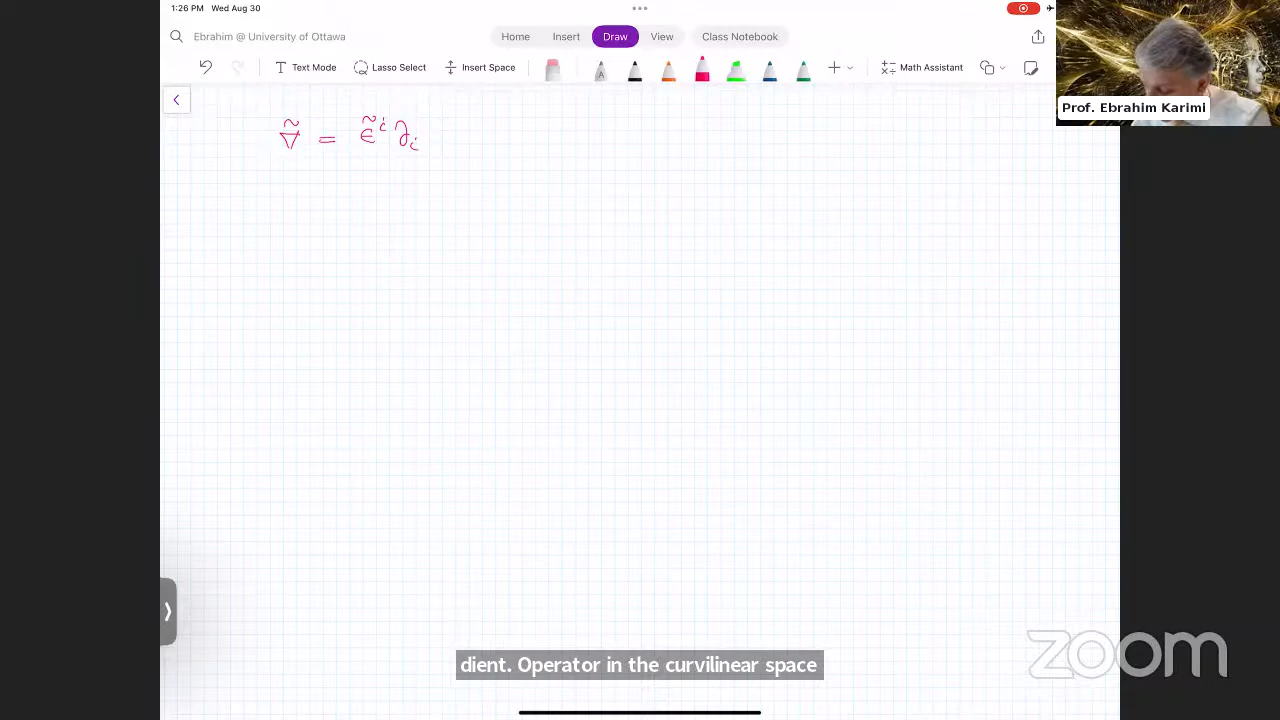 1:26 PM Wed Aug 30
Ebrahim @ University of Ottawa
Home Insert Draw View Class Notebook
Text Mode Lasso Select Insert Space A Math Assistant
Prof. Ebrahim Karimi
∇̃ = ϵ̃ⁱ ∂ᵢ
dient. Operator in the curvilinear space
zoom